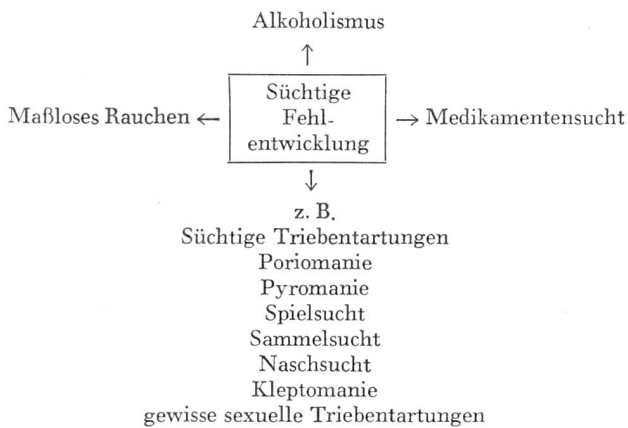 Alkoholismus
↑
Süchtige
Maßloses Rauchen ← Fehl- → Medikamentensucht
entwicklung
↓
z. B.
Süchtige Triebentartungen
Poriomanie
Pyromanie
Spielsucht
Sammelsucht
Naschsucht
Kleptomanie
gewisse sexuelle Triebentartungen